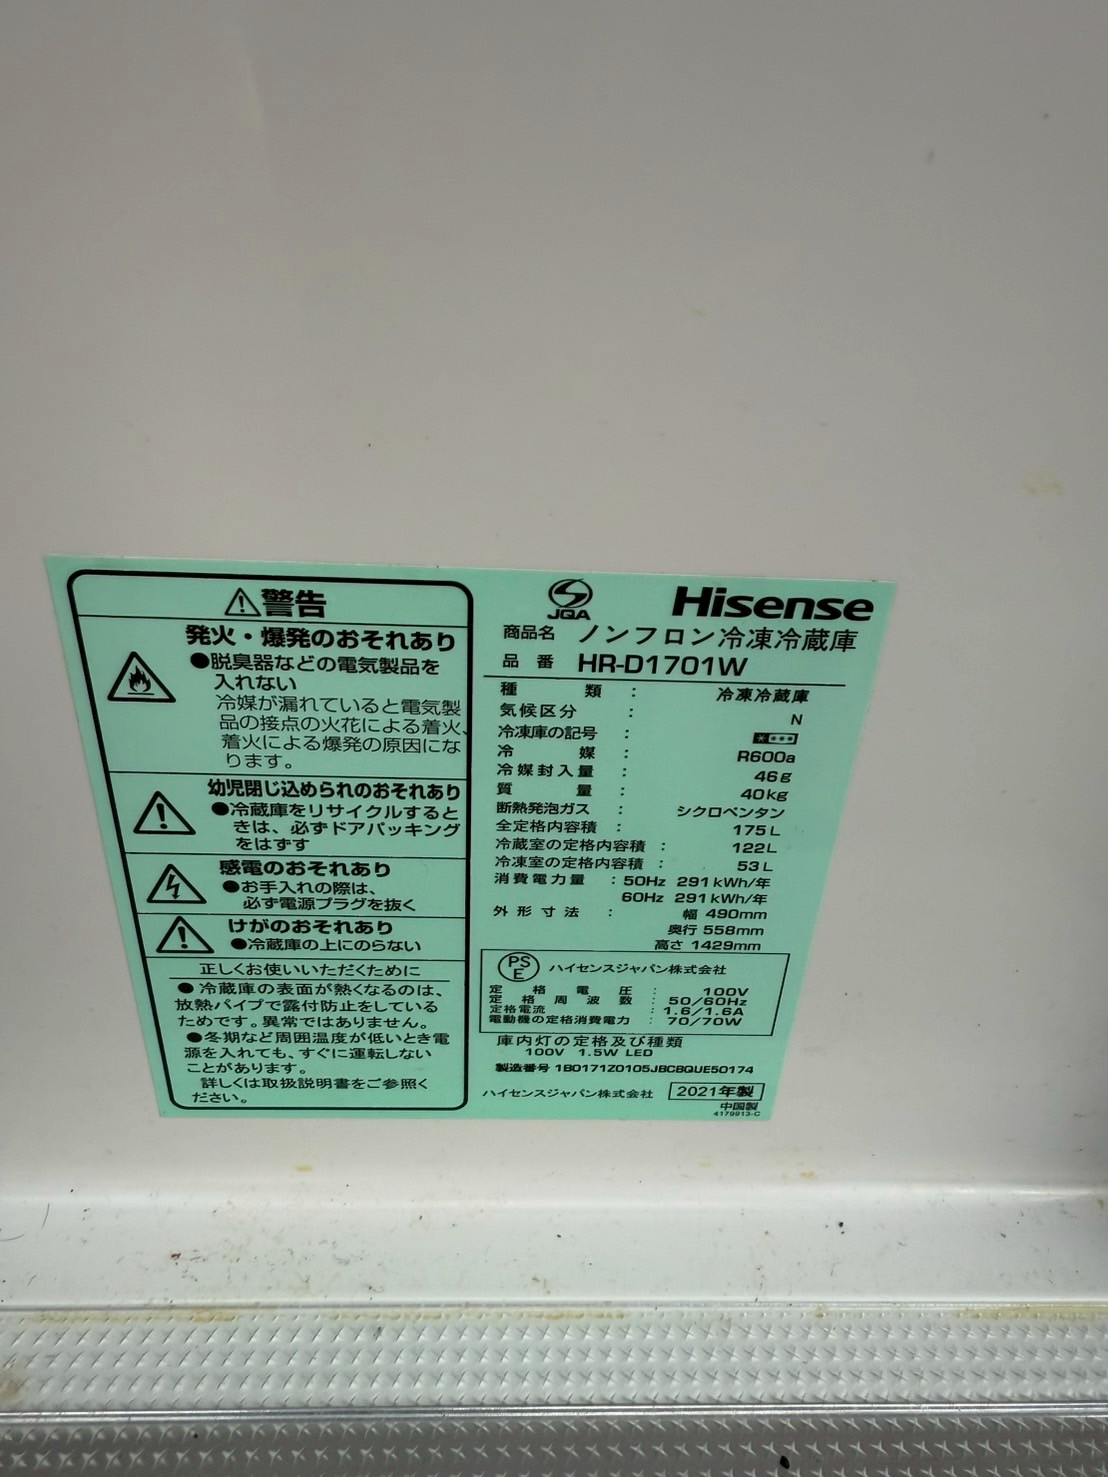 ⚠警告
発火・爆発のおそれあり
●脱臭器などの電気製品を
入れない
冷媒が漏れていると電気製
品の接点の火花による着火、
着火による爆発の原因にな
ります。
幼児閉じ込められのおそれあり
●冷蔵庫をリサイクルすると
きは、必ずドアパッキング
をはずす
感電のおそれあり
●お手入れの際は、
必ず電源プラグを抜く
けがのおそれあり
●冷蔵庫の上にのらない
正しくお使いいただくために
●冷蔵庫の表面が熱くなるのは、
放熱パイプで露付防止をしている
ためです。異常ではありません。
●冬期など周囲温度が低いとき電
源を入れても、すぐに運転しない
ことがあります。
詳しくは取扱説明書をご参照く
ださい。
JQA
Hisense
商品名 ノンフロン冷凍冷蔵庫
品番 HR-D1701W
種類 : 冷凍冷蔵庫
気候区分 : N
冷凍庫の記号 : ****
冷媒 : R600a
冷媒封入量 : 46g
質量 : 40kg
断熱発泡ガス : シクロペンタン
全定格内容積 : 175L
冷蔵室の定格内容積 : 122L
冷凍室の定格内容積 : 53L
消費電力量 : 50Hz 291kWh/年
60Hz 291kWh/年
外形寸法 : 幅 490mm
奥行 558mm
高さ 1429mm
PSE ハイセンスジャパン株式会社
定格電圧 : 100V
定格周波数 : 50/60Hz
定格電流 : 1.6/1.6A
電動機の定格消費電力 : 70/70W
庫内灯の定格及び種類
100V 1.5W LED
製造番号 1B0171Z0105JBCBQUE50174
ハイセンスジャパン株式会社 2021年製
中国製
4179913-C